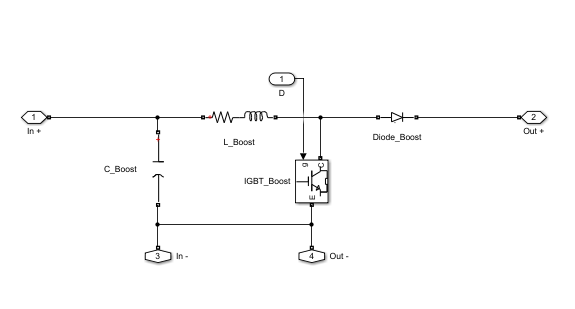 1
D
1
In +
2
Out +
L_Boost
Diode_Boost
C_Boost
IGBT_Boost
g
C
E
3
In -
4
Out -